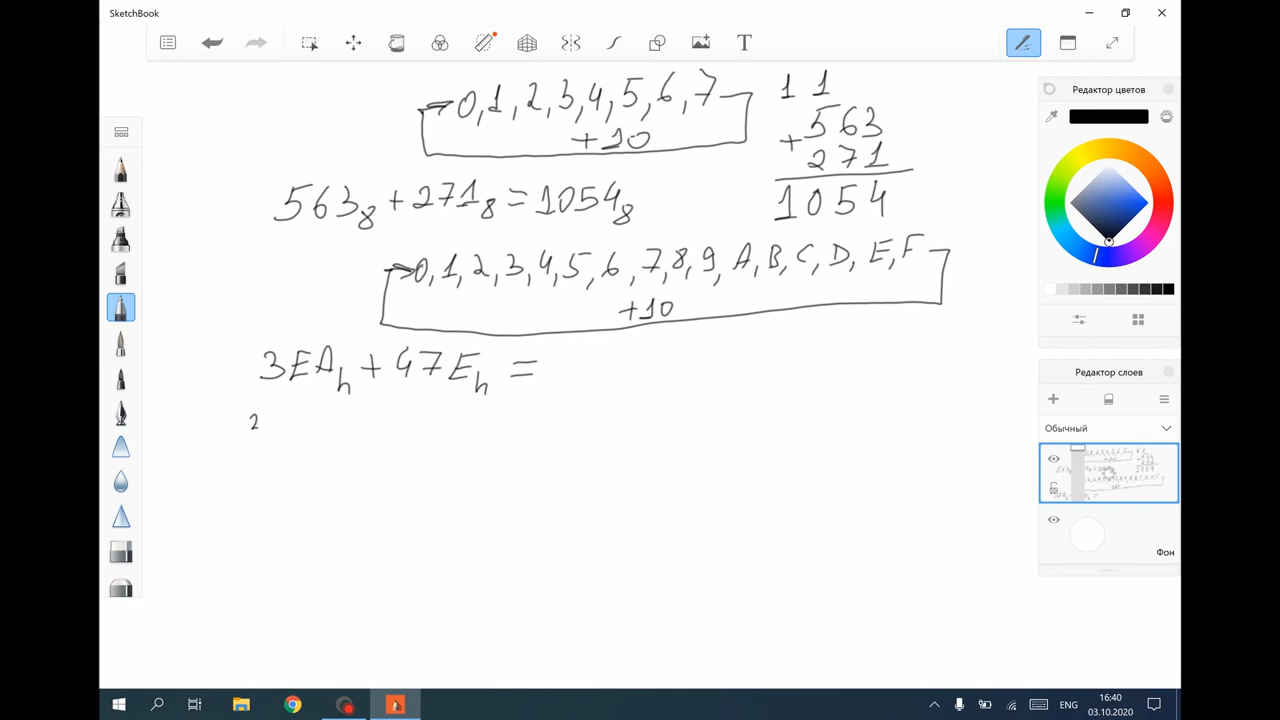 SketchBook
→0,1,2,3,4,5,6,7
+10
1 1
563
+
271
1054
563₈+271₈=1054₈
→0,1,2,3,4,5,6,7,8,9,A,B,C,D,E,F
+10
3EAₕ+47Eₕ=
2
T
Редактор цветов
Редактор слоев
Обычный
Фон
ENG
16:40
03.10.2020